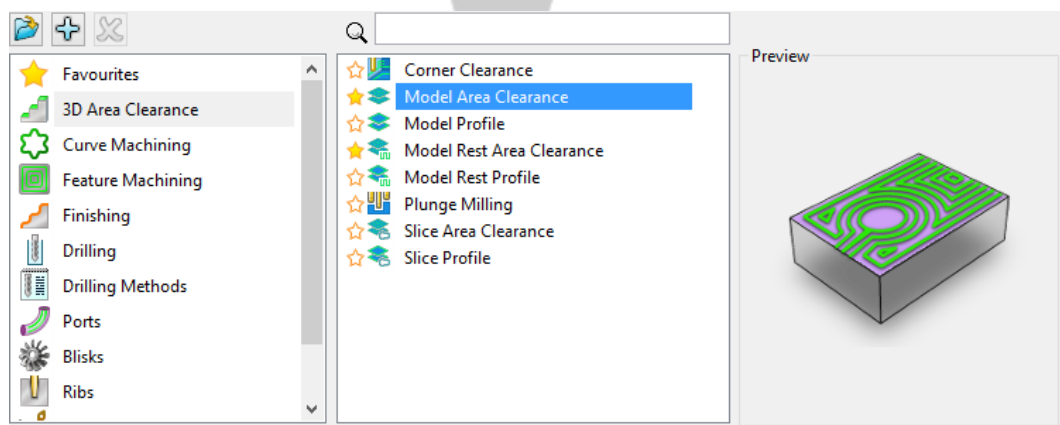 Favourites
3D Area Clearance
Curve Machining
Feature Machining
Finishing
Drilling
Drilling Methods
Ports
Blisks
Ribs
Corner Clearance
Model Area Clearance
Model Profile
Model Rest Area Clearance
Model Rest Profile
Plunge Milling
Slice Area Clearance
Slice Profile
Preview